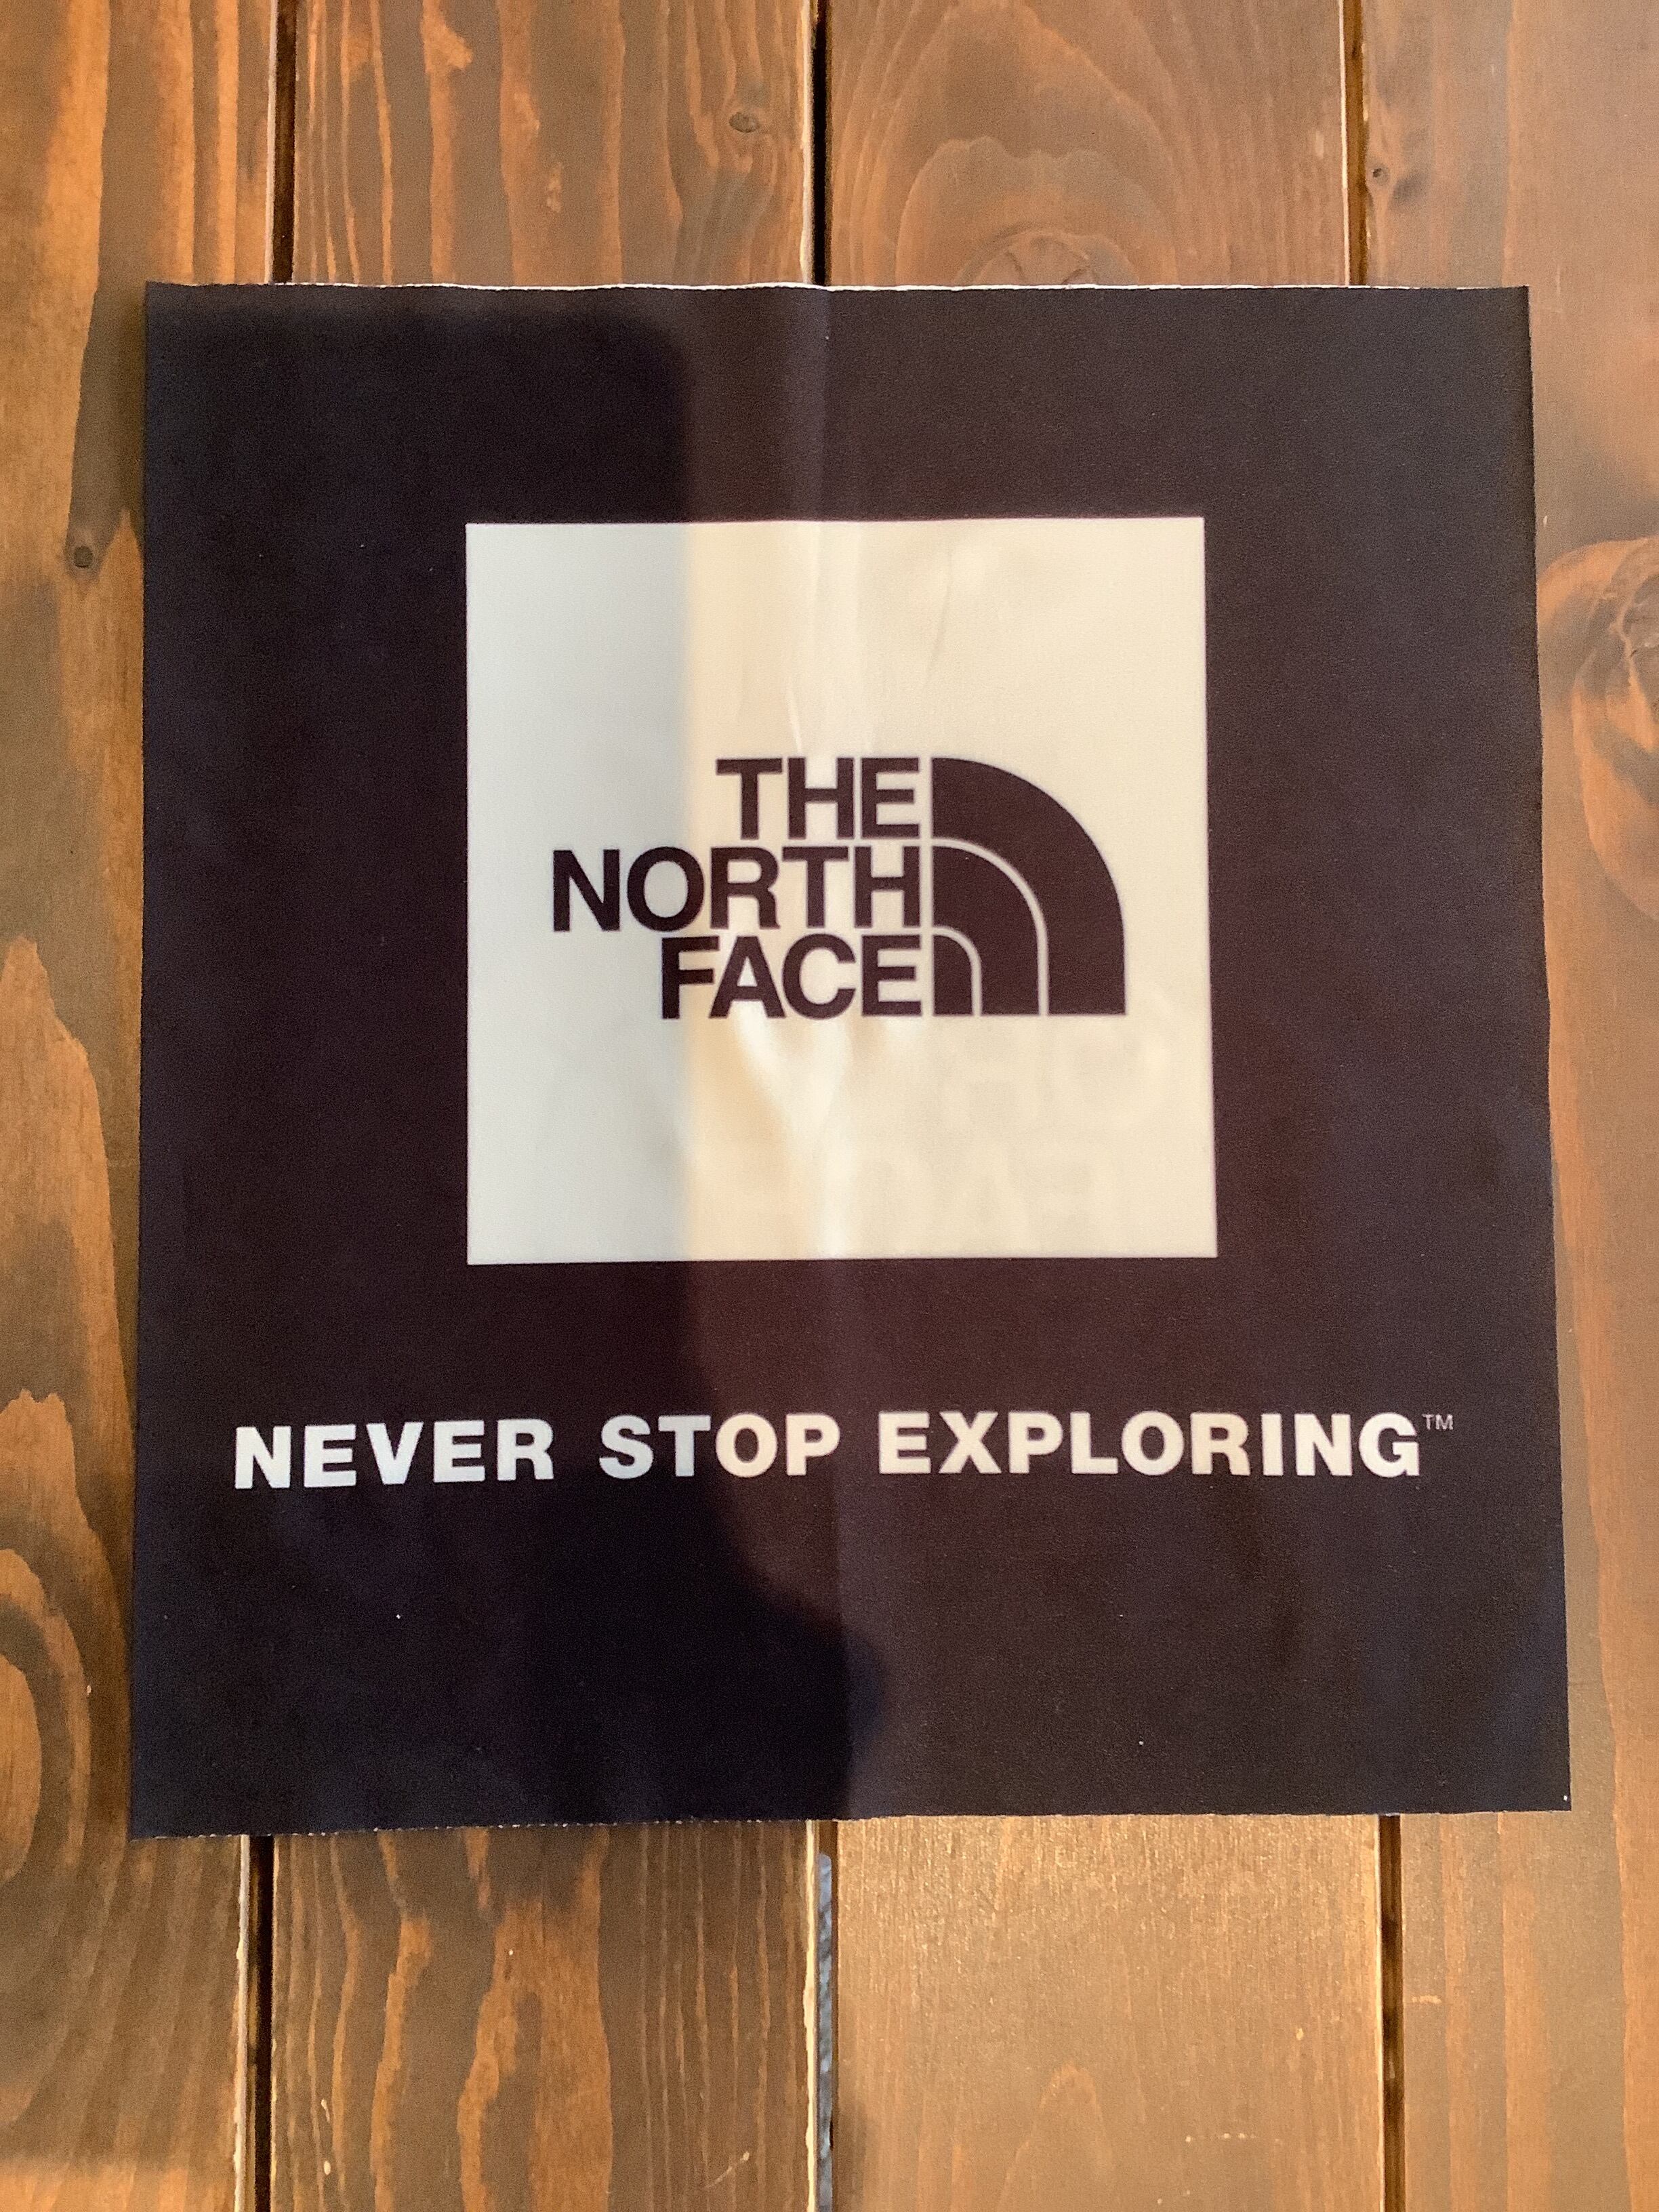 THE
NORTH
FACE
NEVER STOP EXPLORING™